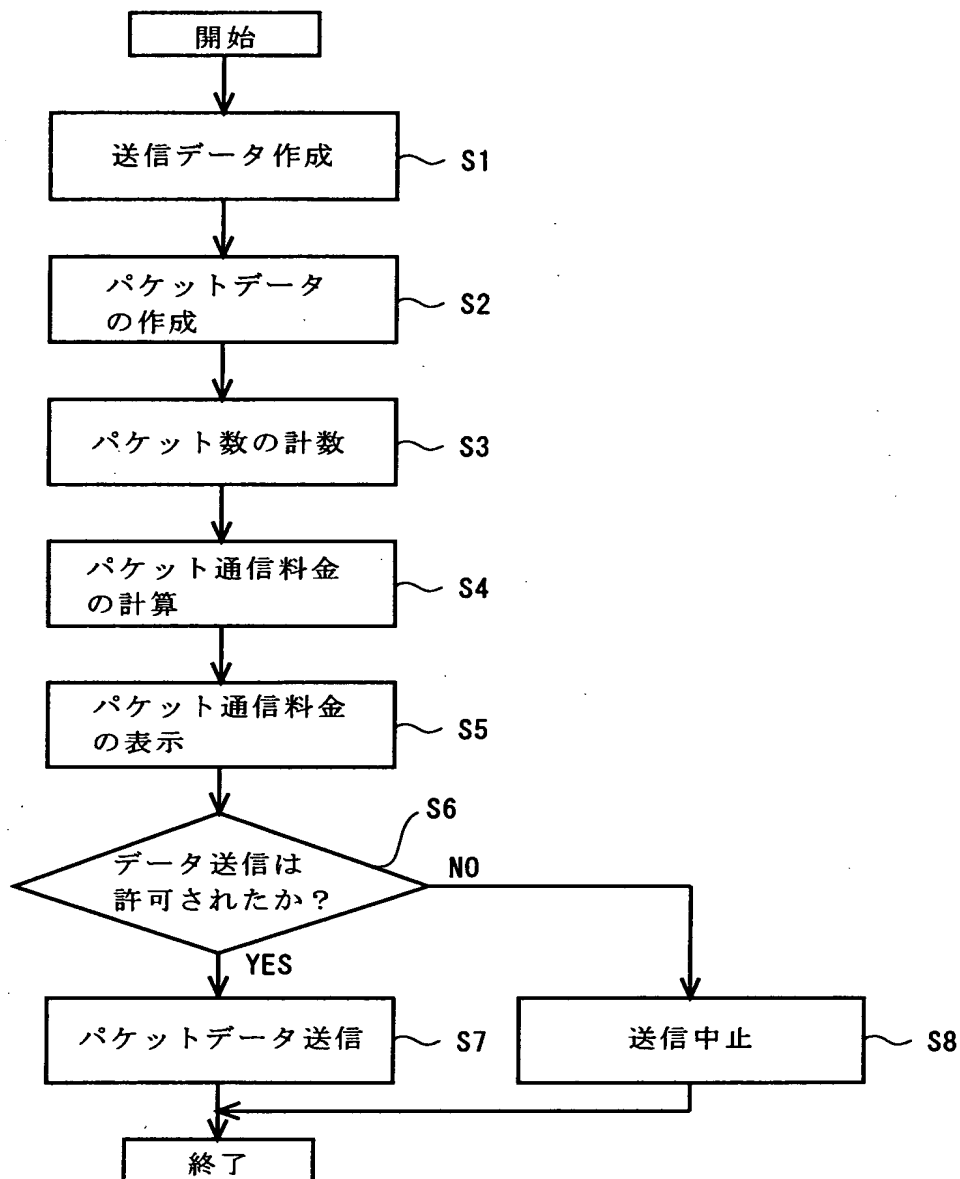 開始
送信データ作成
S1
パケットデータ
の作成
S2
パケット数の計数
S3
パケット通信料金
の計算
S4
パケット通信料金
の表示
S5
S6
データ送信は
許可されたか?
NO
YES
パケットデータ送信
S7
送信中止
S8
終了